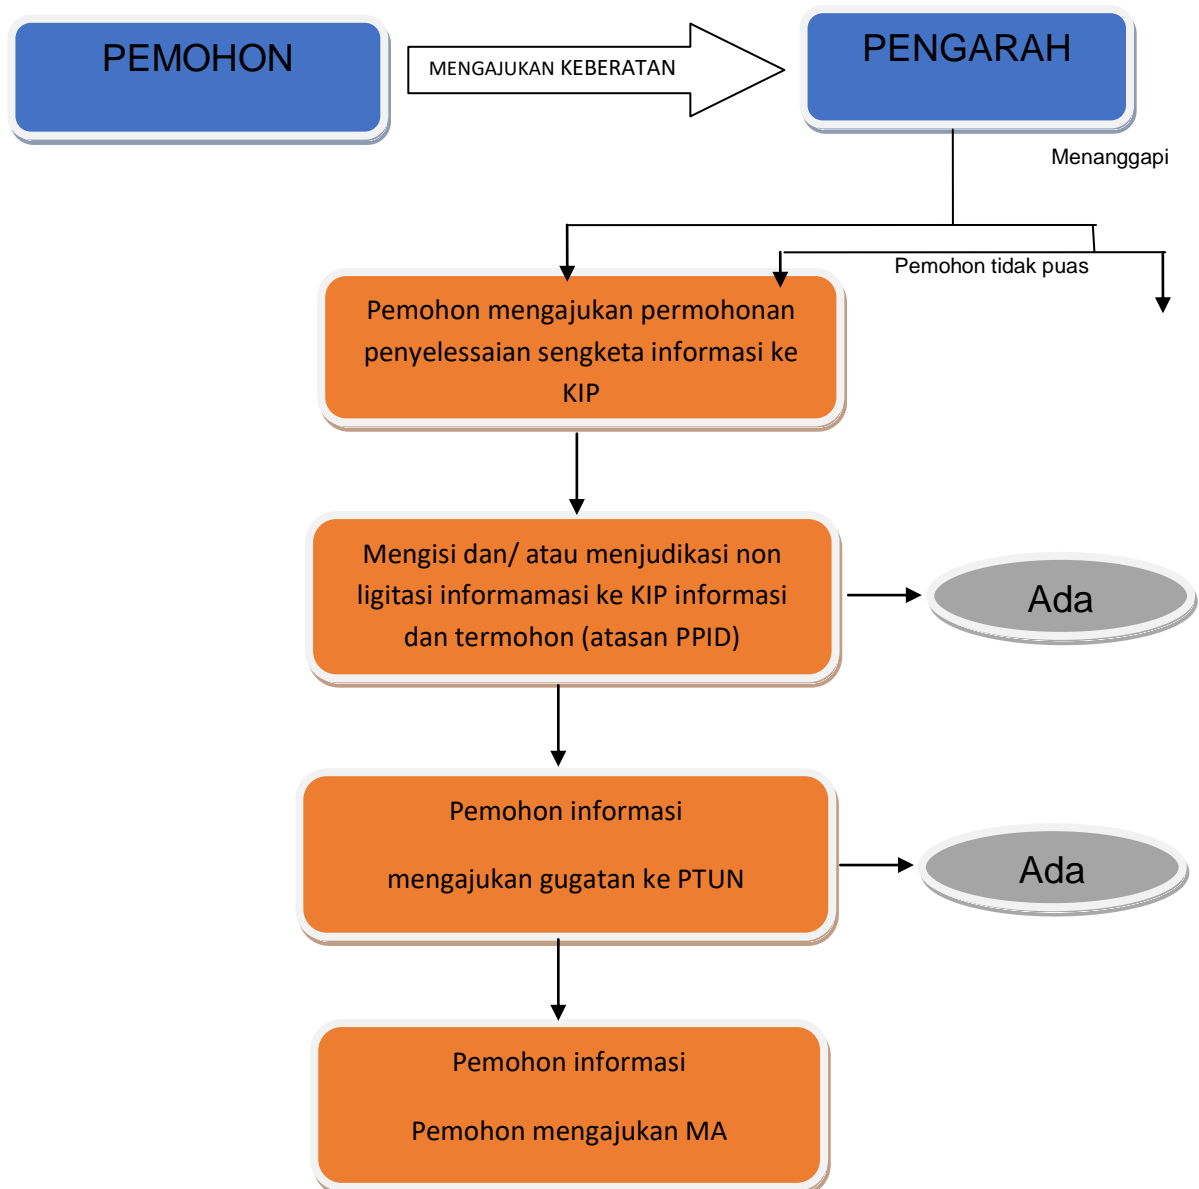 PEMOHON
MENGAJUKAN KEBERATAN
PENGARAH
Menanggapi
Pemohon tidak puas
Pemohon mengajukan permohonan
penyelessaian sengketa informasi ke
KIP
Mengisi dan/ atau menjudikasi non
ligitasi informamasi ke KIP informasi
dan termohon (atasan PPID)
Ada
Pemohon informasi
mengajukan gugatan ke PTUN
Ada
Pemohon informasi
Pemohon mengajukan MA